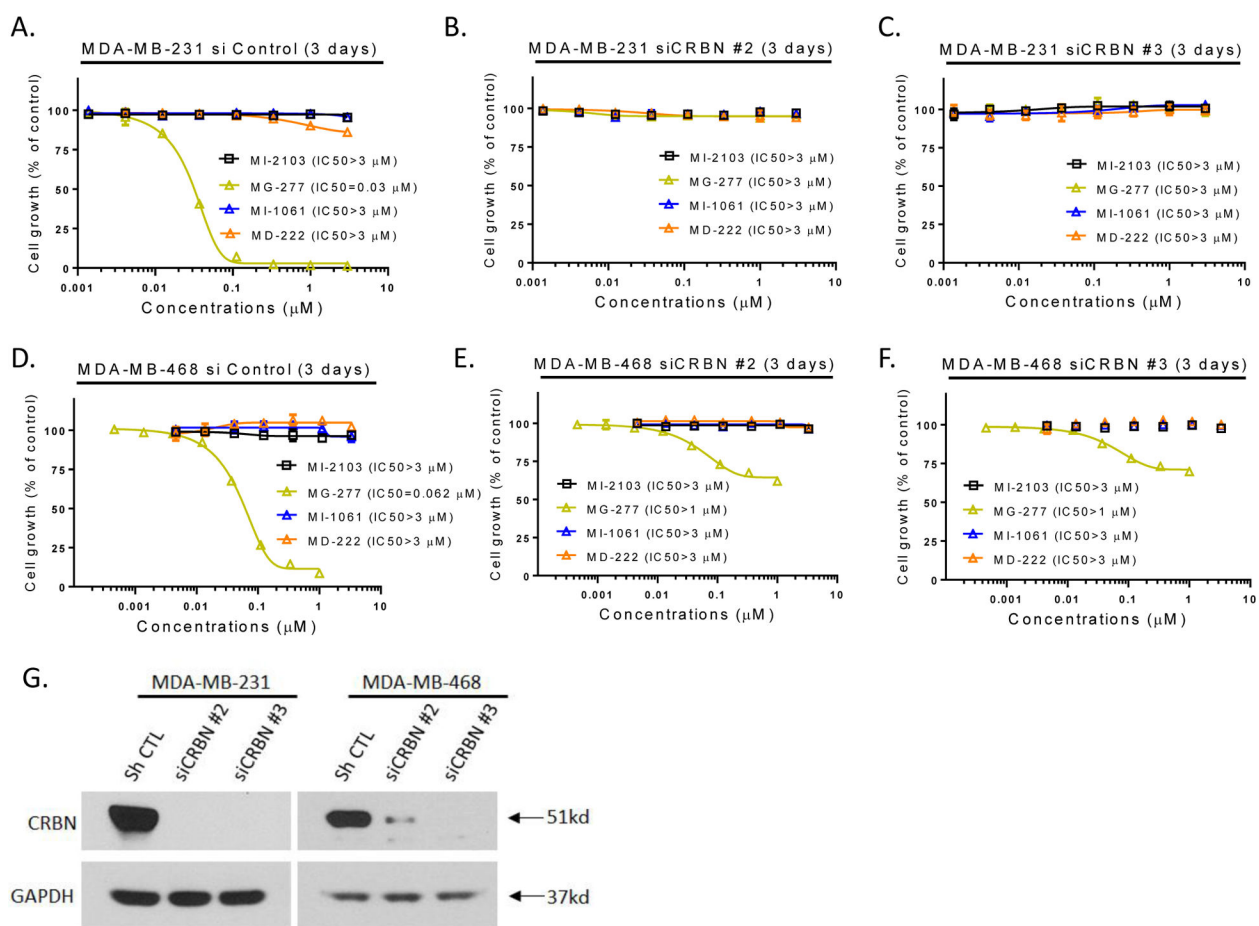 A.
MDA-MB-231 si Control (3 days)
Cell growth (% of control)
100
75
50
25
0
MI-2103 (IC50>3 μM)
MG-277 (IC50=0.03 μM)
MI-1061 (IC50>3 μM)
MD-222 (IC50>3 μM)
0.001 0.01 0.1 1 10
Concentrations (μM)
B.
MDA-MB-231 siCRBN #2 (3 days)
Cell growth (% of control)
100
75
50
25
0
MI-2103 (IC50>3 μM)
MG-277 (IC50>3 μM)
MI-1061 (IC50>3 μM)
MD-222 (IC50>3 μM)
0.001 0.01 0.1 1 10
Concentrations (μM)
C.
MDA-MB-231 siCRBN #3 (3 days)
Cell growth (% of control)
100
75
50
25
0
MI-2103 (IC50>3 μM)
MG-277 (IC50>3 μM)
MI-1061 (IC50>3 μM)
MD-222 (IC50>3 μM)
0.001 0.01 0.1 1 10
Concentrations (μM)
D.
MDA-MB-468 si Control (3 days)
Cell growth (% of control)
100
75
50
25
0
MI-2103 (IC50>3 μM)
MG-277 (IC50=0.062 μM)
MI-1061 (IC50>3 μM)
MD-222 (IC50>3 μM)
0.001 0.01 0.1 1 10
Concentrations (μM)
E.
MDA-MB-468 siCRBN #2 (3 days)
Cell growth (% of control)
100
75
50
25
0
MI-2103 (IC50>3 μM)
MG-277 (IC50>1 μM)
MI-1061 (IC50>3 μM)
MD-222 (IC50>3 μM)
0.001 0.01 0.1 1 10
Concentrations (μM)
F.
MDA-MB-468 siCRBN #3 (3 days)
Cell growth (% of control)
100
75
50
25
0
MI-2103 (IC50>3 μM)
MG-277 (IC50>1 μM)
MI-1061 (IC50>3 μM)
MD-222 (IC50>3 μM)
0.001 0.01 0.1 1 10
Concentrations (μM)
G.
MDA-MB-231 MDA-MB-468
Sh CTL siCRBN #2 siCRBN #3 Sh CTL siCRBN #2 siCRBN #3
CRBN 51kd
GAPDH 37kd